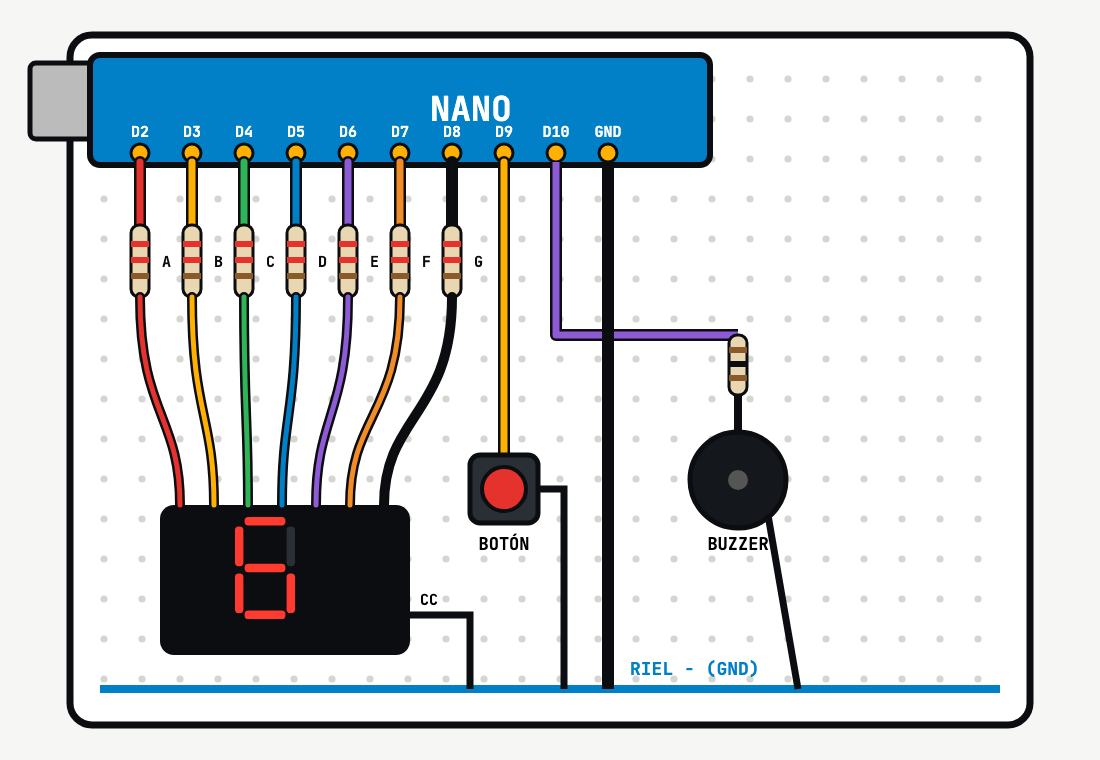 NANO
D2 D3 D4 D5 D6 D7 D8 D9 D10 GND
A B C D E F G
BOTÓN
BUZZER
CC
RIEL - (GND)